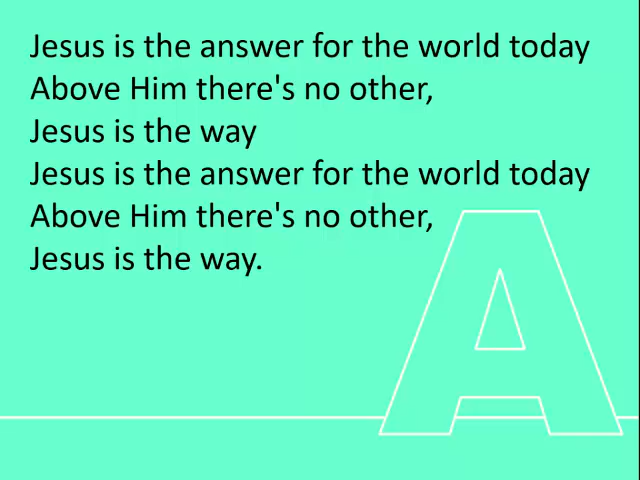 Jesus is the answer for the world today
Above Him there's no other,
Jesus is the way
Jesus is the answer for the world today
Above Him there's no other,
Jesus is the way.
A